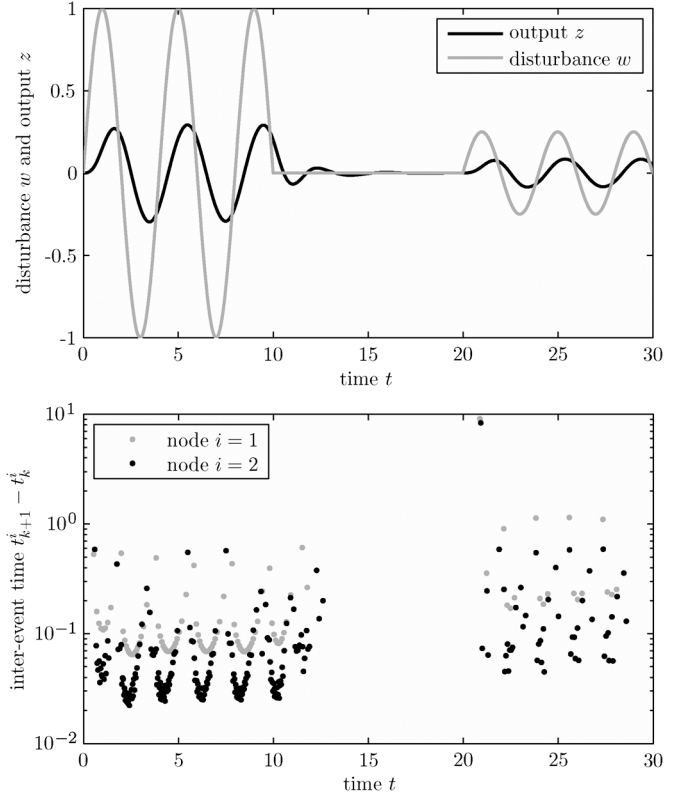 1
0.5
0
-0.5
-1
disturbance w and output z
output z
disturbance w
0 5 10 15 20 25 30
time t
10^1
10^0
10^−1
10^−2
inter-event time t^i_{k+1} − t^i_k
node i = 1
node i = 2
0 5 10 15 20 25 30
time t